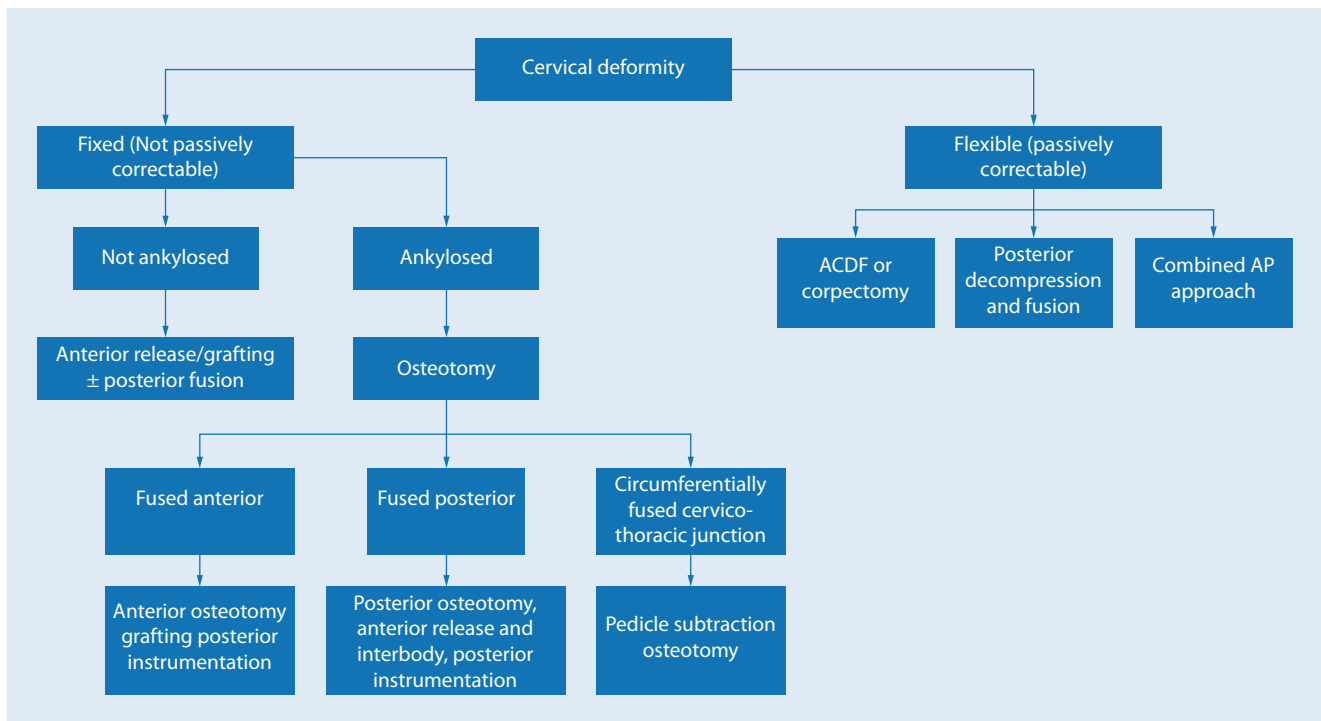 Cervical deformity
Fixed (Not passively
correctable)
Flexible (passively
correctable)
Not ankylosed
Ankylosed
ACDF or
corpectomy
Posterior
decompression
and fusion
Combined AP
approach
Anterior release/grafting
± posterior fusion
Osteotomy
Fused anterior
Fused posterior
Circumferentially
fused cervico-
thoracic junction
Anterior osteotomy
grafting posterior
instrumentation
Posterior osteotomy,
anterior release and
interbody, posterior
instrumentation
Pedicle subtraction
osteotomy